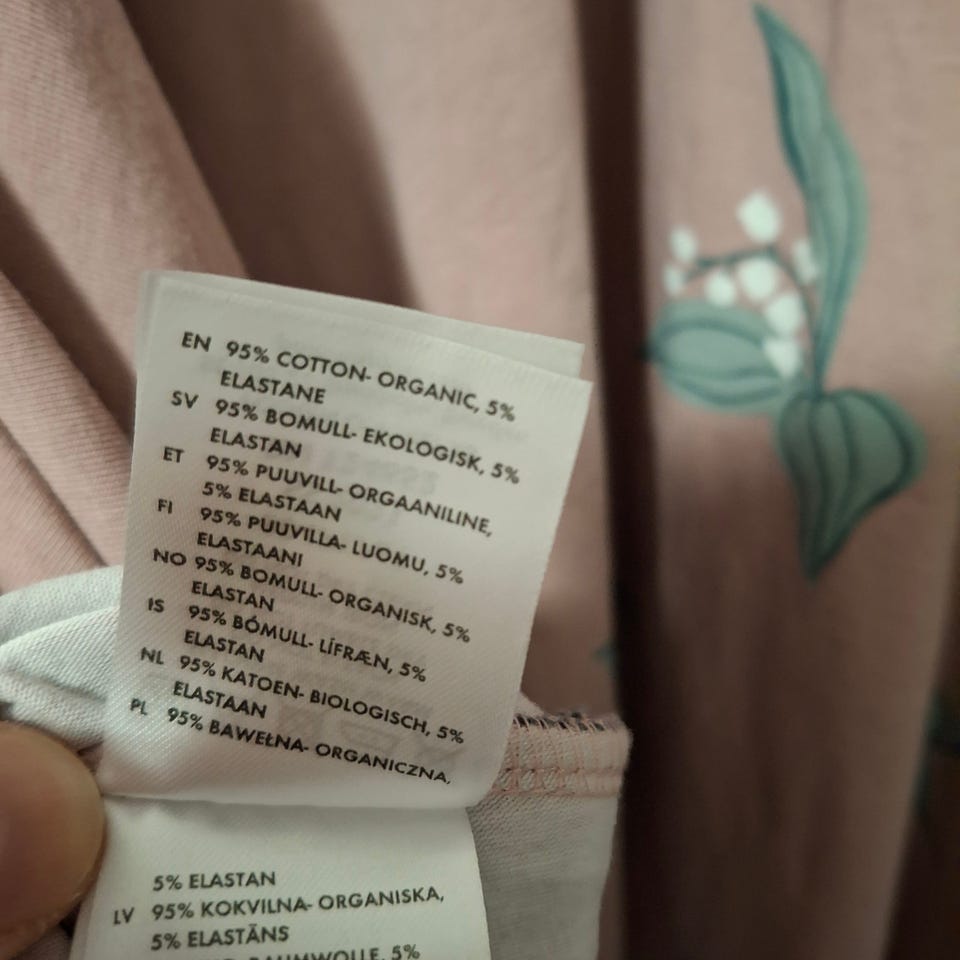 EN 95% COTTON- ORGANIC, 5%
ELASTANE
SV 95% BOMULL- EKOLOGISK, 5%
ELASTAN
ET 95% PUUVILL- ORGAANILINE,
5% ELASTAAN
FI 95% PUUVILLA- LUOMU, 5%
ELASTAANI
NO 95% BOMULL- ORGANISK, 5%
ELASTAN
IS 95% BÓMULL- LÍFRÆN, 5%
ELASTAN
NL 95% KATOEN- BIOLOGISCH, 5%
ELASTAAN
PL 95% BAWEŁNA- ORGANICZNA,
5% ELASTAN
LV 95% KOKVILNA- ORGANISKA,
5% ELASTĀNS
BAUMWOLLE, 5%